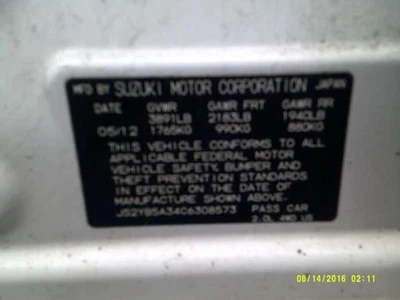 MFD BY SUZUKI MOTOR CORPORATION JAPAN
GVWR GAWR FRT GAWR RR
3891LB 2183LB 1940LB
05/12 1765KG 990KG 880KG
THIS VEHICLE CONFORMS TO ALL
APPLICABLE FEDERAL MOTOR
VEHICLE SAFETY, BUMPER AND
THEFT PREVENTION STANDARDS
IN EFFECT ON THE DATE OF
MANUFACTURE SHOWN ABOVE.
JS2YB5A34C6308573 PASS CAR
2.0L 4WD US
08/14/2016 02:11